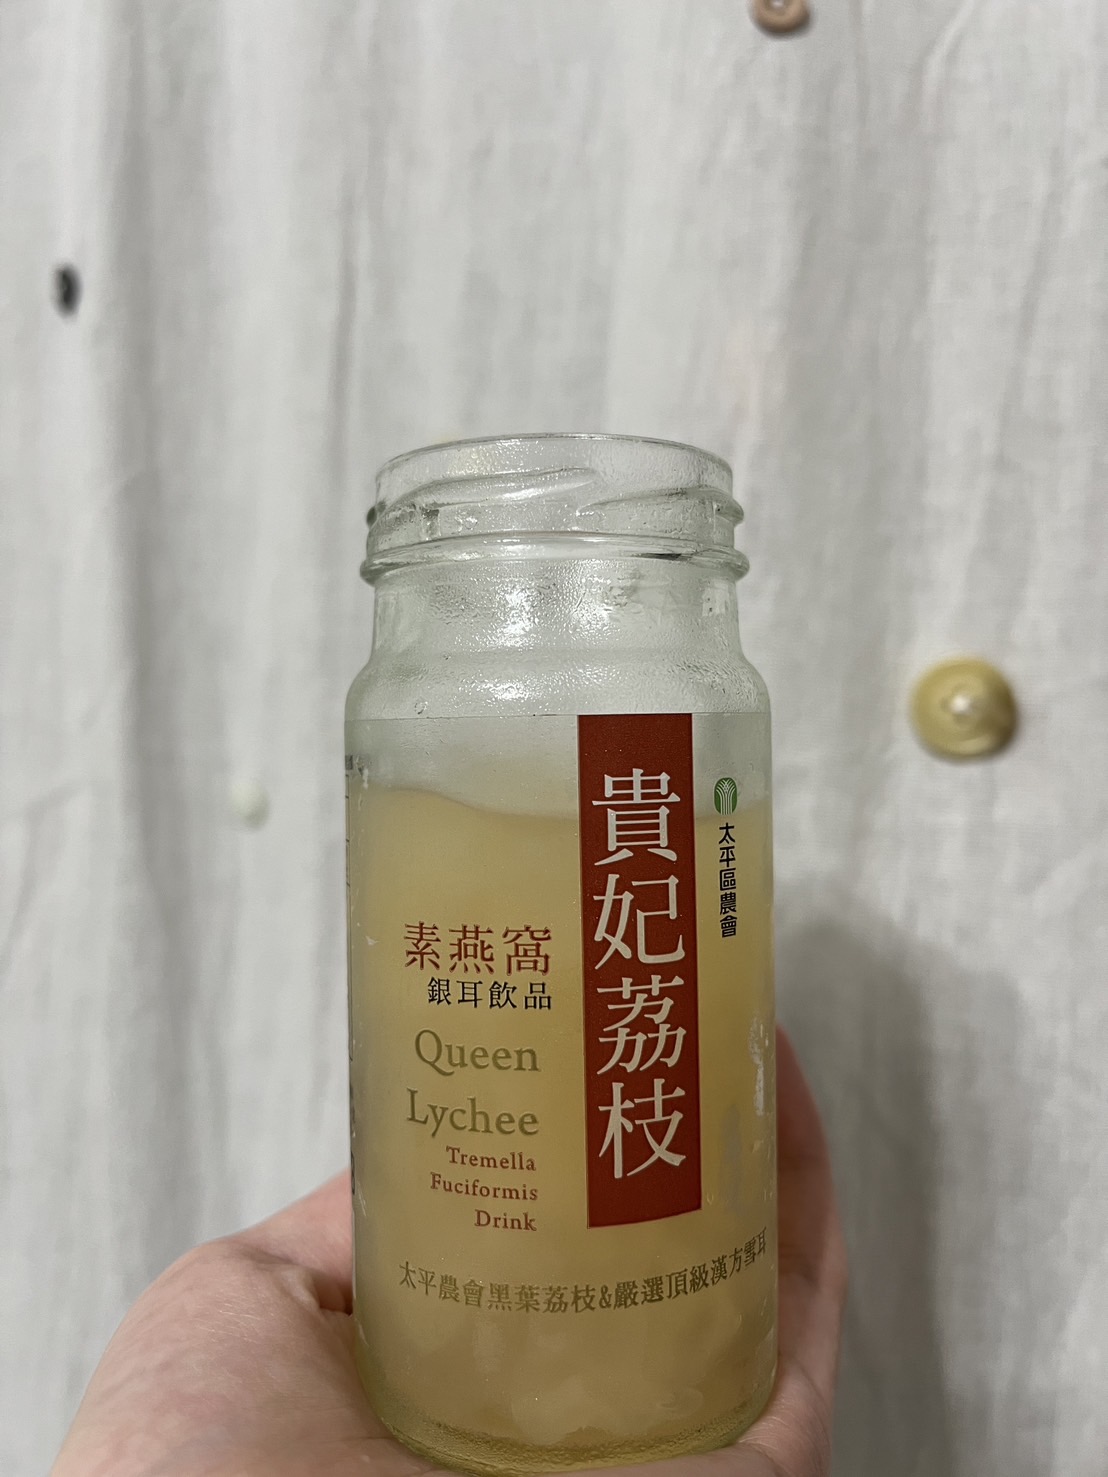 貴妃荔枝
太平區農會
素燕窩
銀耳飲品
Queen
Lychee
Tremella
Fuciformis
Drink
太平農會黑葉荔枝&嚴選頂級漢方雪耳